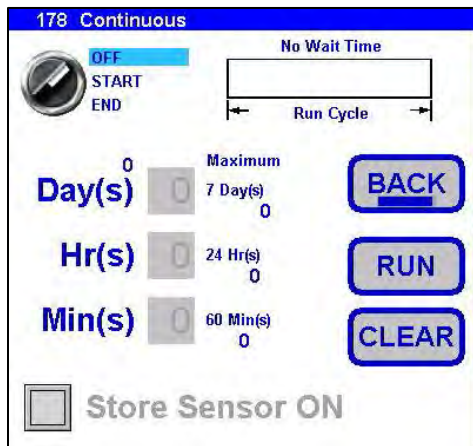 178 Continuous
OFF
START
END
No Wait Time
Run Cycle
0
Day(s)
0
Maximum
7 Day(s)
0
BACK
Hr(s)
0
24 Hr(s)
0
RUN
Min(s)
0
60 Min(s)
0
CLEAR
Store Sensor ON